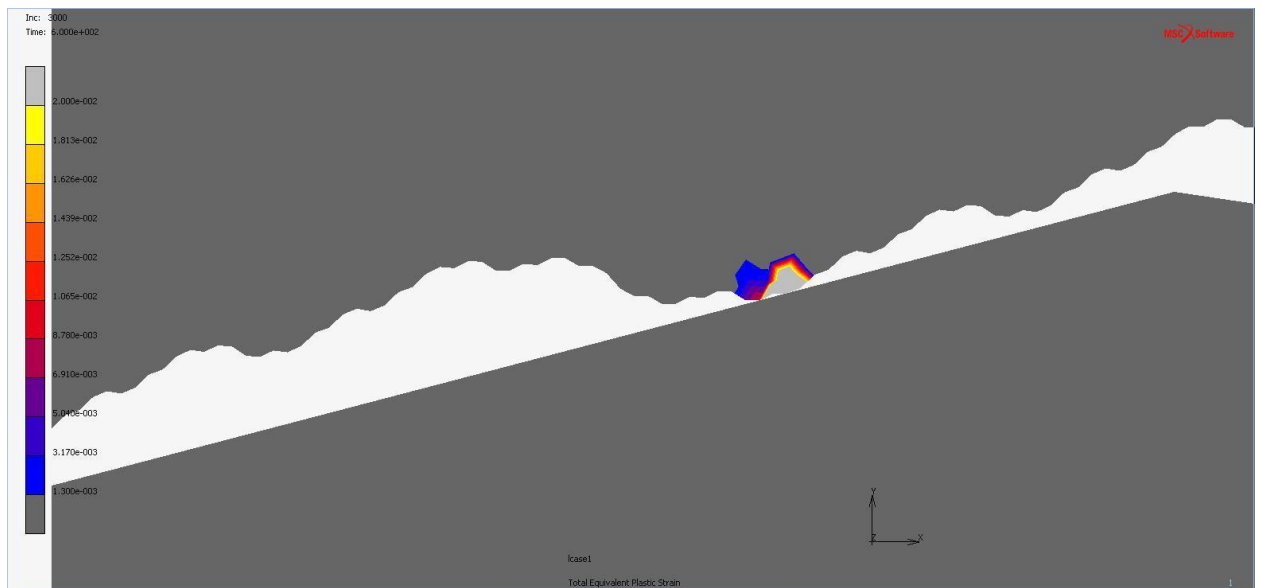 Inc: 3000
Time: 6.000e+002
MSC Software
2.000e-002
1.813e-002
1.626e-002
1.439e-002
1.252e-002
1.065e-002
8.780e-003
6.910e-003
5.040e-003
3.170e-003
1.300e-003
Y
Z X
lcase1
Total Equivalent Plastic Strain
1